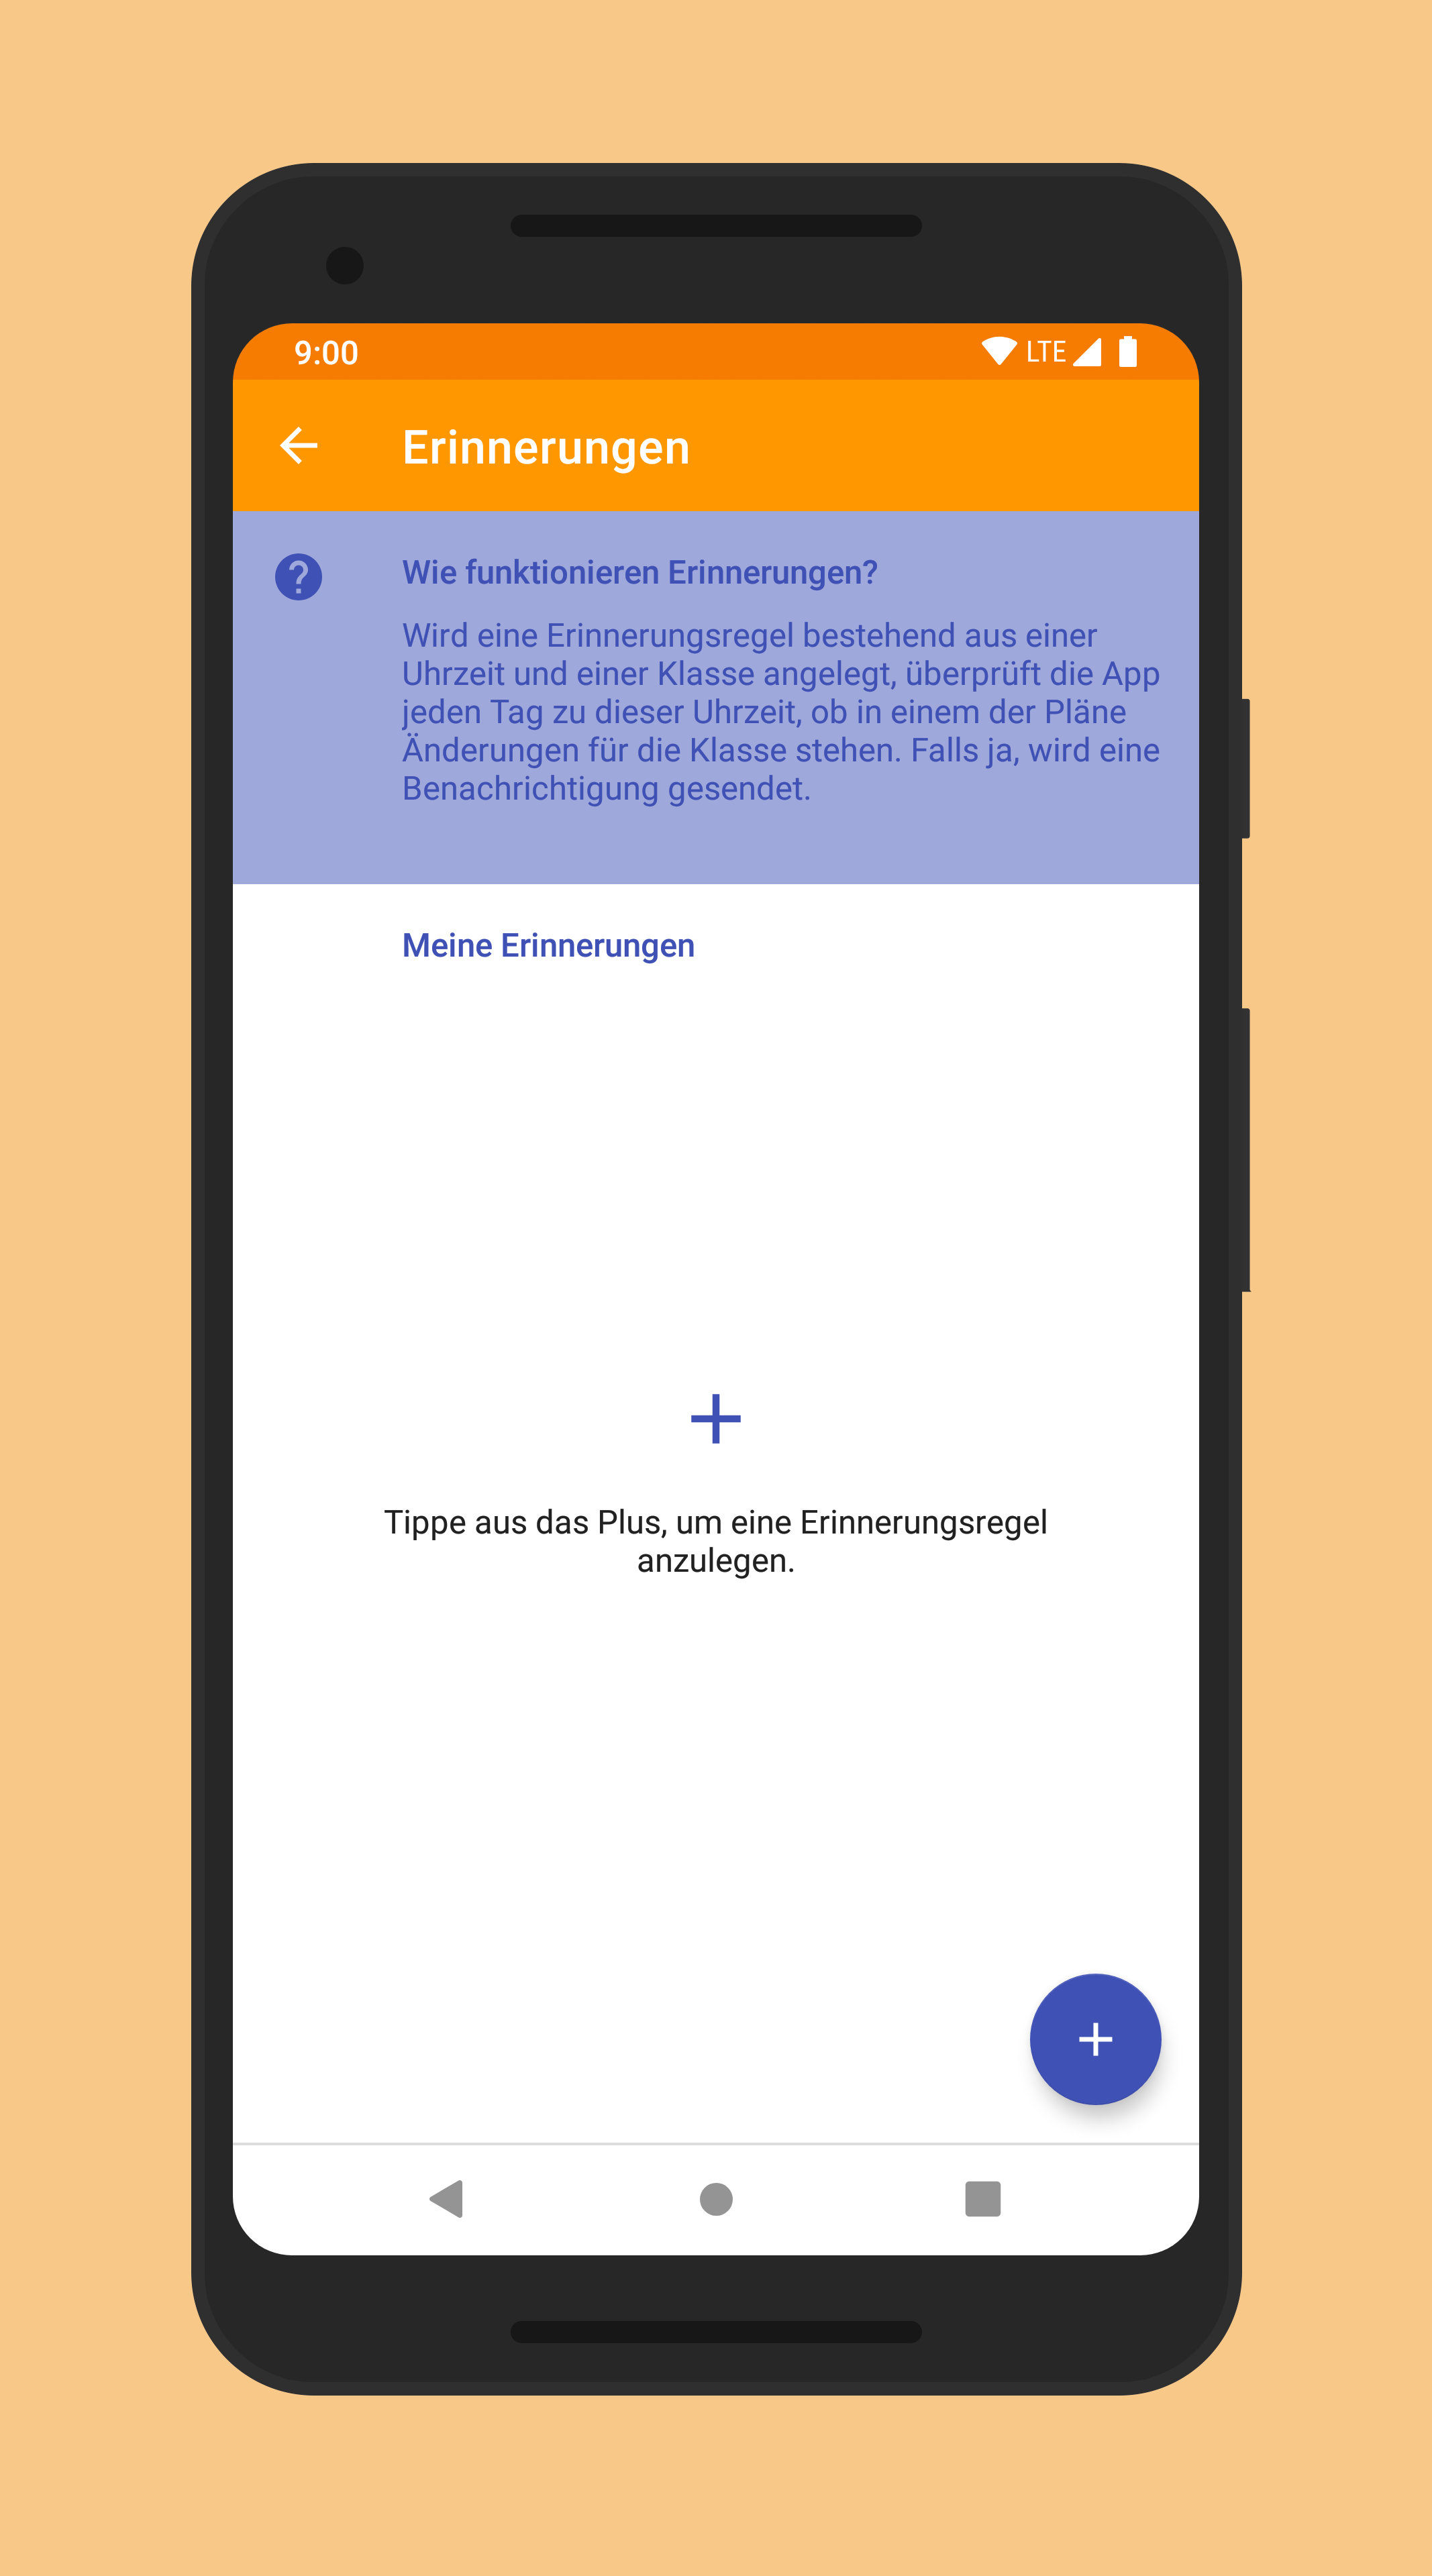 9:00 LTE
Erinnerungen
Wie funktionieren Erinnerungen?
Wird eine Erinnerungsregel bestehend aus einer
Uhrzeit und einer Klasse angelegt, überprüft die App
jeden Tag zu dieser Uhrzeit, ob in einem der Pläne
Änderungen für die Klasse stehen. Falls ja, wird eine
Benachrichtigung gesendet.
Meine Erinnerungen
Tippe aus das Plus, um eine Erinnerungsregel
anzulegen.